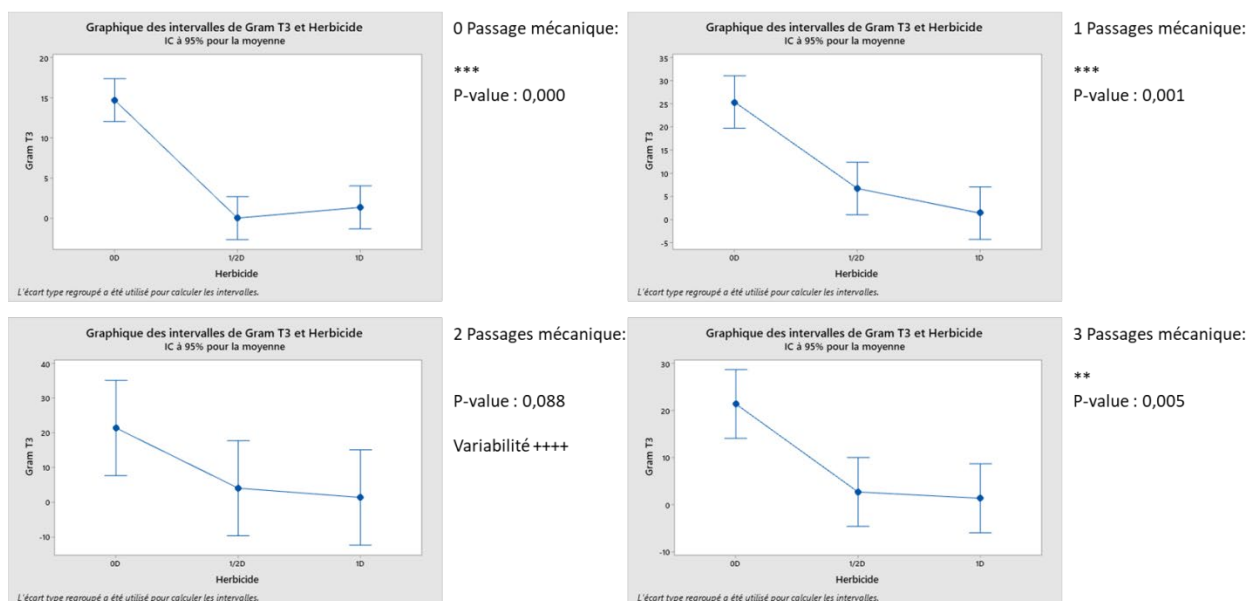 Graphique des intervalles de Gram T3 et Herbicide
IC à 95% pour la moyenne
20
15
10
5
0
Gram T3
0D
1/2D
1D
Herbicide
L'écart type regroupé a été utilisé pour calculer les intervalles.
0 Passage mécanique:
***
P-value : 0,000
Graphique des intervalles de Gram T3 et Herbicide
IC à 95% pour la moyenne
35
30
25
20
15
10
5
0
-5
Gram T3
0D
1/2D
1D
Herbicide
L'écart type regroupé a été utilisé pour calculer les intervalles.
1 Passages mécanique:
***
P-value : 0,001
Graphique des intervalles de Gram T3 et Herbicide
IC à 95% pour la moyenne
40
30
20
10
0
-10
Gram T3
0D
1/2D
1D
Herbicide
L'écart type regroupé a été utilisé pour calculer les intervalles.
2 Passages mécanique:
P-value : 0,088
Variabilité ++++
Graphique des intervalles de Gram T3 et Herbicide
IC à 95% pour la moyenne
30
20
10
0
-10
Gram T3
0D
1/2D
1D
Herbicide
L'écart type regroupé a été utilisé pour calculer les intervalles.
3 Passages mécanique:
**
P-value : 0,005